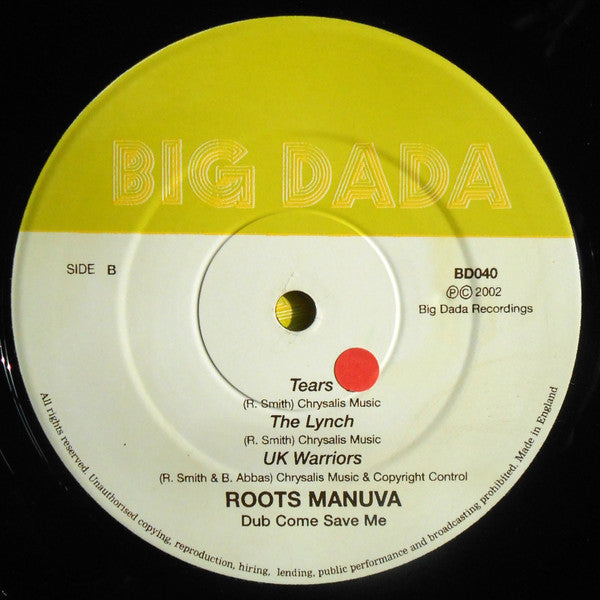 BIG DADA
SIDE B
BD040
℗© 2002
Big Dada Recordings
Tears
(R. Smith) Chrysalis Music
The Lynch
(R. Smith) Chrysalis Music
UK Warriors
(R. Smith & B. Abbas) Chrysalis Music & Copyright Control
ROOTS MANUVA
Dub Come Save Me
All rights reserved. Unauthorised copying, reproduction, hiring, lending, public performance and broadcasting prohibited. Made in England